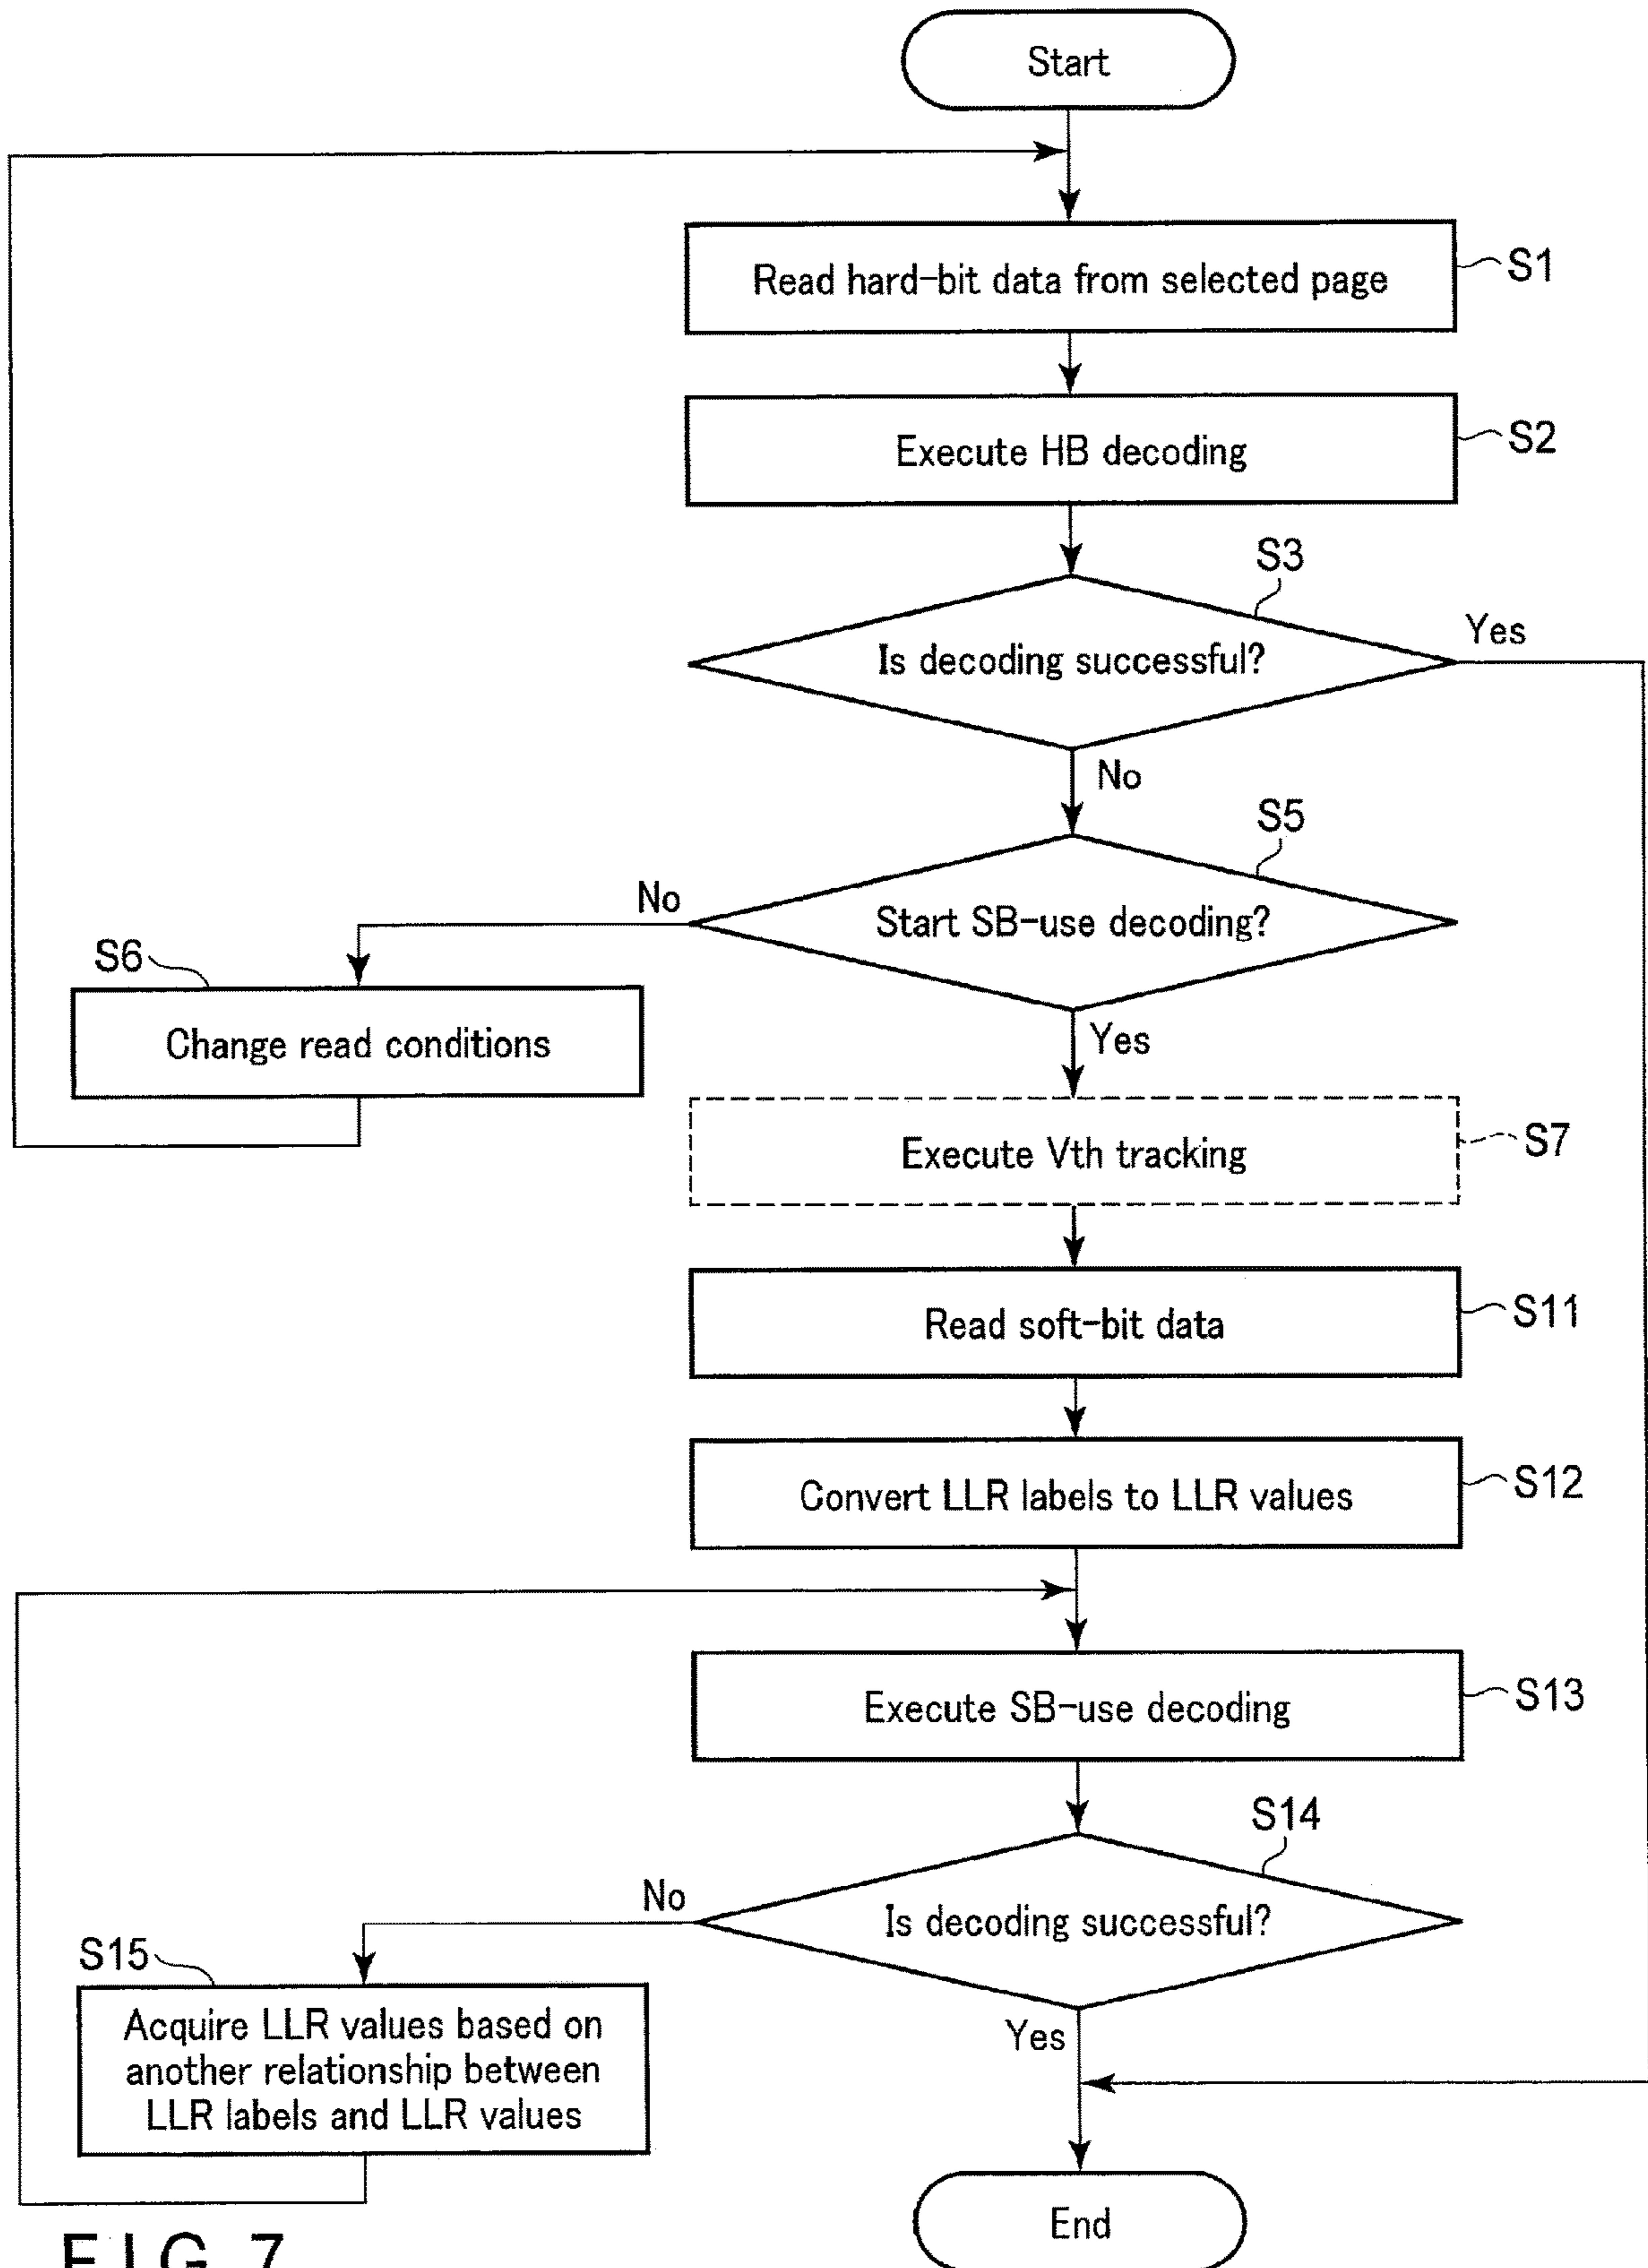 Start
Read hard-bit data from selected page
S1
Execute HB decoding
S2
S3
Is decoding successful?
Yes
No
S5
Start SB-use decoding?
No
S6
Change read conditions
Yes
Execute Vth tracking
S7
Read soft-bit data
S11
Convert LLR labels to LLR values
S12
Execute SB-use decoding
S13
S14
Is decoding successful?
No
S15
Acquire LLR values based on
another relationship between
LLR labels and LLR values
Yes
End
FIG. 7